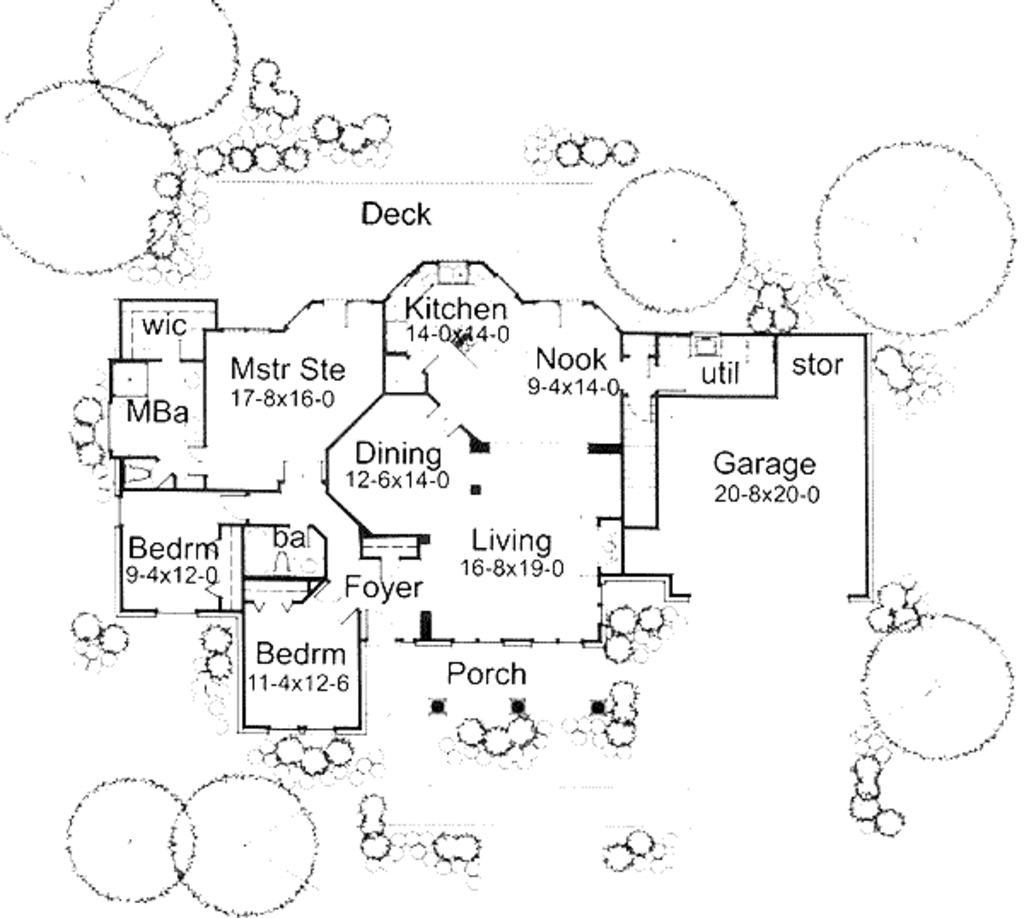 Deck
Kitchen
14-0x14-0
wic
Nook
9-4x14-0
Mstr Ste
17-8x16-0
util
stor
MBa
Dining
12-6x14-0
Garage
20-8x20-0
ba
Bedrm
9-4x12-0
Living
16-8x19-0
Foyer
Bedrm
11-4x12-6
Porch